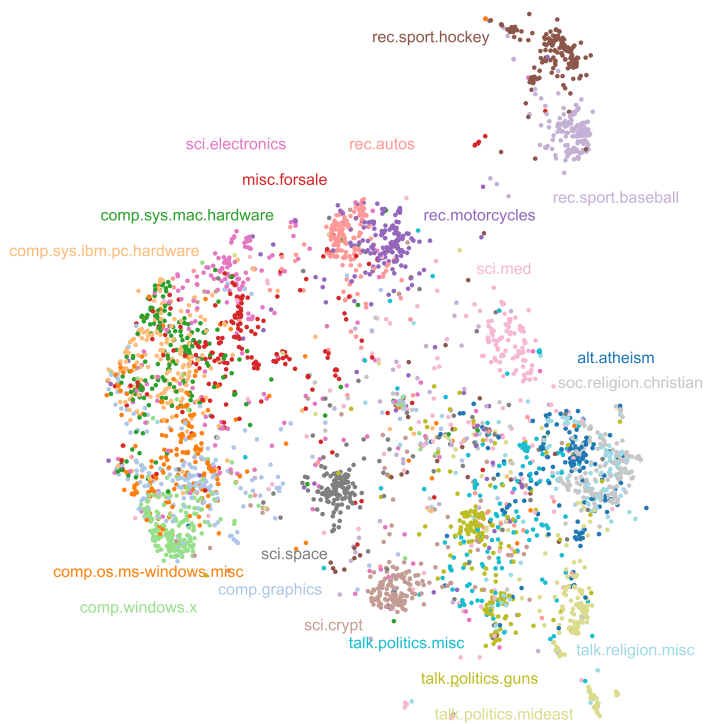 rec.sport.hockey
sci.electronics
rec.autos
misc.forsale
rec.sport.baseball
comp.sys.mac.hardware
rec.motorcycles
comp.sys.ibm.pc.hardware
sci.med
alt.atheism
soc.religion.christian
sci.space
comp.os.ms-windows.misc
comp.graphics
comp.windows.x
sci.crypt
talk.politics.misc
talk.religion.misc
talk.politics.guns
talk.politics.mideast